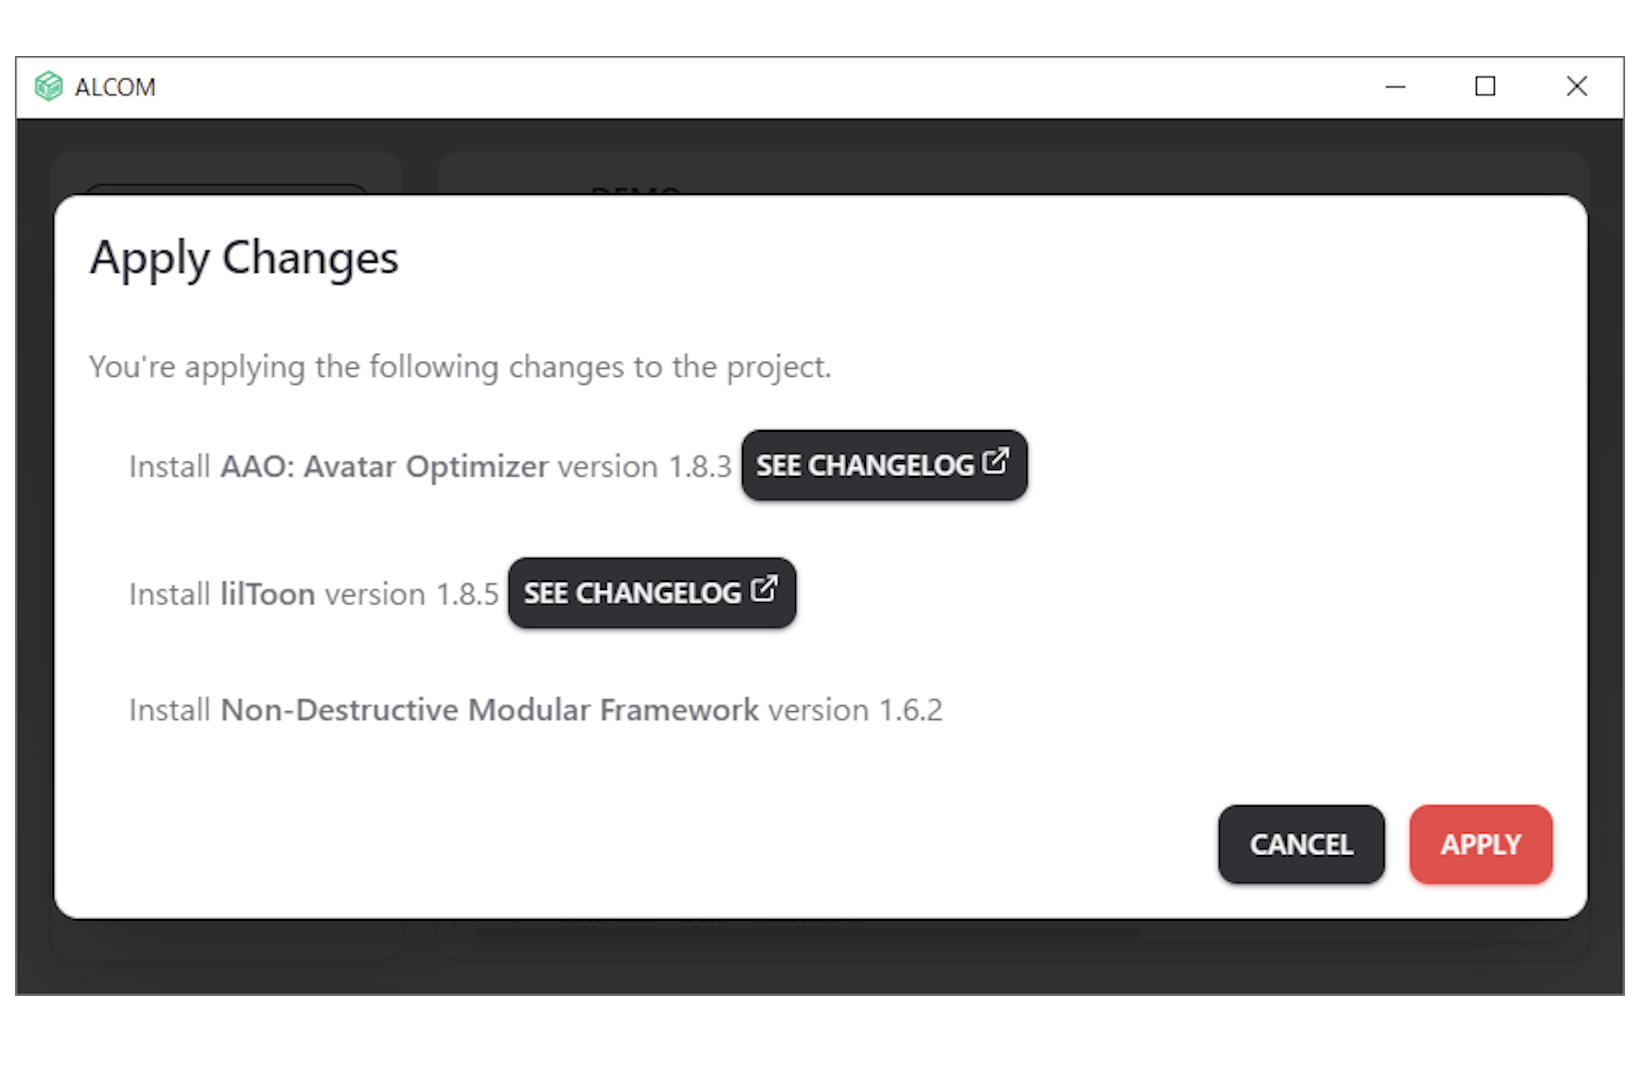 ALCOM
DEMO
Apply Changes
You're applying the following changes to the project.
Install AAO: Avatar Optimizer version 1.8.3 SEE CHANGELOG
Install lilToon version 1.8.5 SEE CHANGELOG
Install Non-Destructive Modular Framework version 1.6.2
CANCEL APPLY